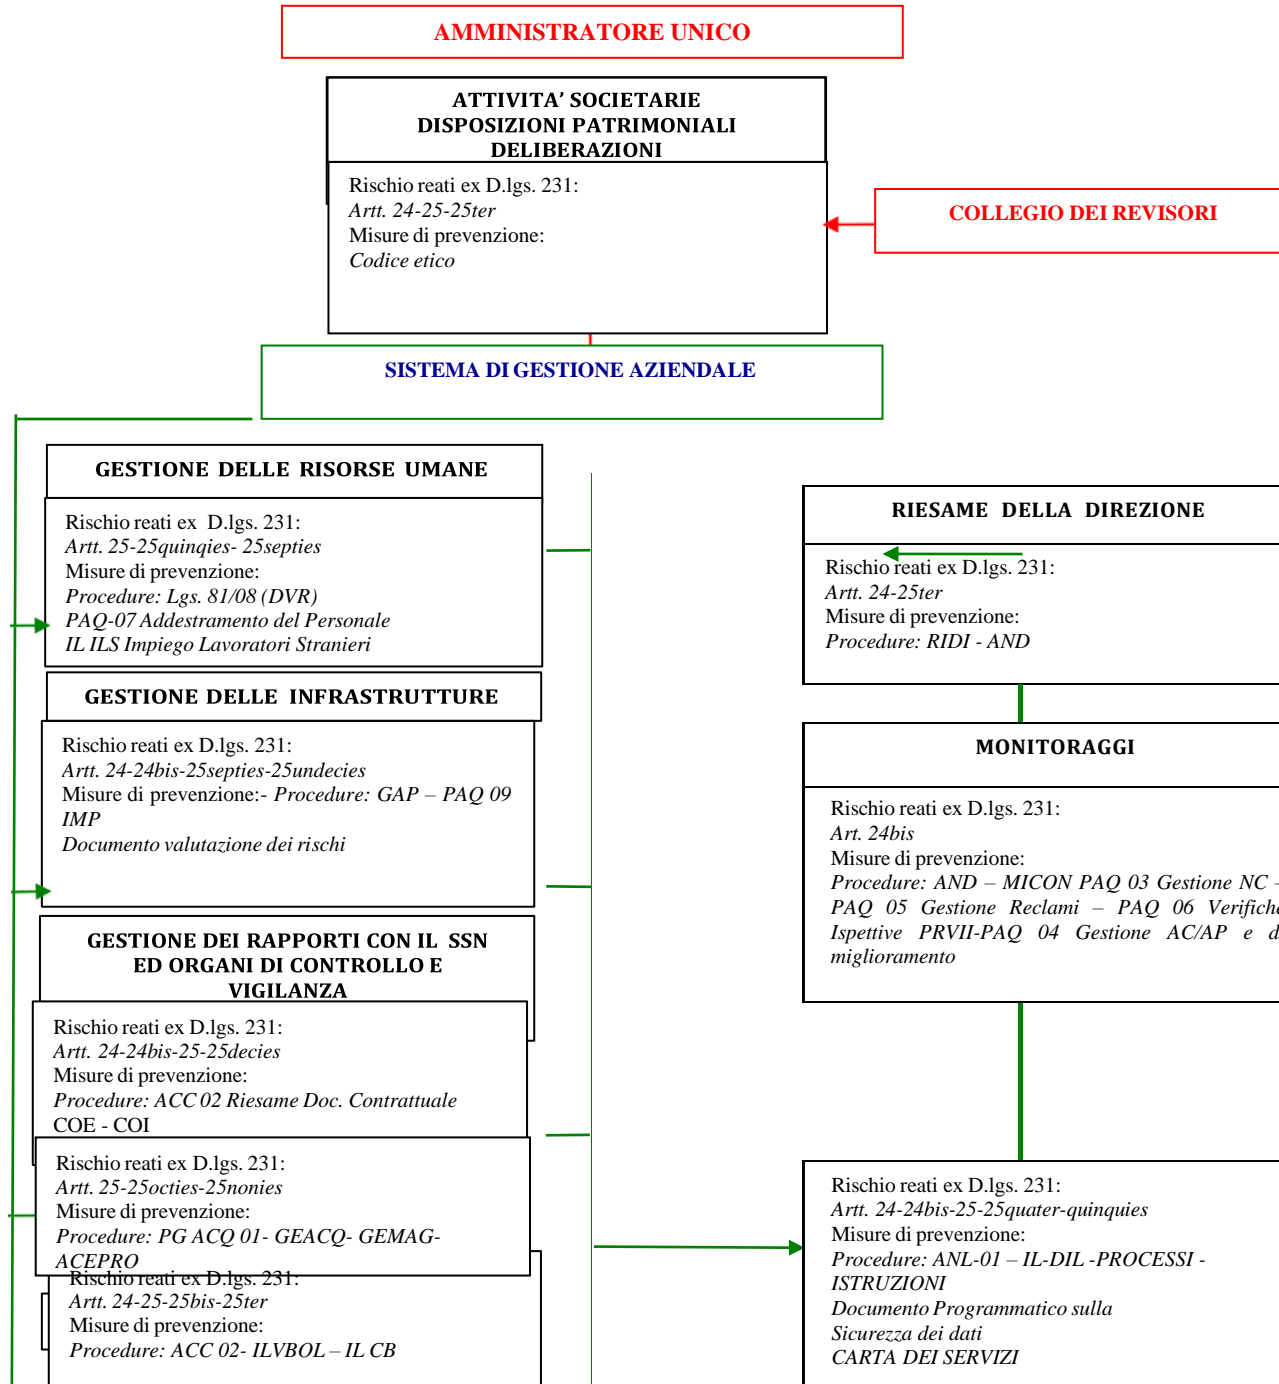 AMMINISTRATORE UNICO
ATTIVITA’ SOCIETARIE
DISPOSIZIONI PATRIMONIALI
DELIBERAZIONI
Rischio reati ex D.lgs. 231:
Artt. 24-25-25ter
Misure di prevenzione:
Codice etico
COLLEGIO DEI REVISORI
SISTEMA DI GESTIONE AZIENDALE
GESTIONE DELLE RISORSE UMANE
Rischio reati ex D.lgs. 231:
Artt. 25-25quinqies- 25septies
Misure di prevenzione:
Procedure: Lgs. 81/08 (DVR)
PAQ-07 Addestramento del Personale
IL ILS Impiego Lavoratori Stranieri
GESTIONE DELLE INFRASTRUTTURE
Rischio reati ex D.lgs. 231:
Artt. 24-24bis-25septies-25undecies
Misure di prevenzione:- Procedure: GAP – PAQ 09
IMP
Documento valutazione dei rischi
GESTIONE DEI RAPPORTI CON IL SSN
ED ORGANI DI CONTROLLO E
VIGILANZA
Rischio reati ex D.lgs. 231:
Artt. 24-24bis-25-25decies
Misure di prevenzione:
Procedure: ACC 02 Riesame Doc. Contrattuale
COE - COI
Rischio reati ex D.lgs. 231:
Artt. 25-25octies-25nonies
Misure di prevenzione:
Procedure: PG ACQ 01- GEACQ- GEMAG-
ACEPRO
Rischio reati ex D.lgs. 231:
Artt. 24-25-25bis-25ter
Misure di prevenzione:
Procedure: ACC 02- ILVBOL – IL CB
RIESAME DELLA DIREZIONE
Rischio reati ex D.lgs. 231:
Artt. 24-25ter
Misure di prevenzione:
Procedure: RIDI - AND
MONITORAGGI
Rischio reati ex D.lgs. 231:
Art. 24bis
Misure di prevenzione:
Procedure: AND – MICON PAQ 03 Gestione NC –
PAQ 05 Gestione Reclami – PAQ 06 Verifiche
Ispettive PRVII-PAQ 04 Gestione AC/AP e d
miglioramento
Rischio reati ex D.lgs. 231:
Artt. 24-24bis-25-25quater-quinquies
Misure di prevenzione:
Procedure: ANL-01 – IL-DIL -PROCESSI -
ISTRUZIONI
Documento Programmatico sulla
Sicurezza dei dati
CARTA DEI SERVIZI